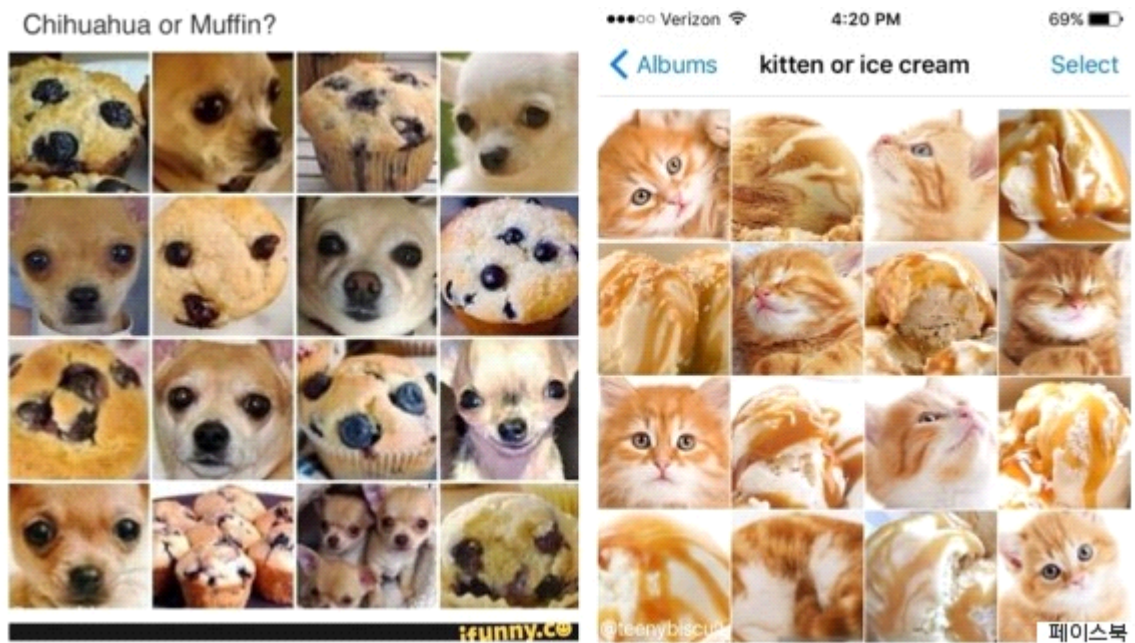 Chihuahua or Muffin?
ifunny.co
Verizon
4:20 PM
69%
Albums
kitten or ice cream
Select
@teenybiscuit
페이스북